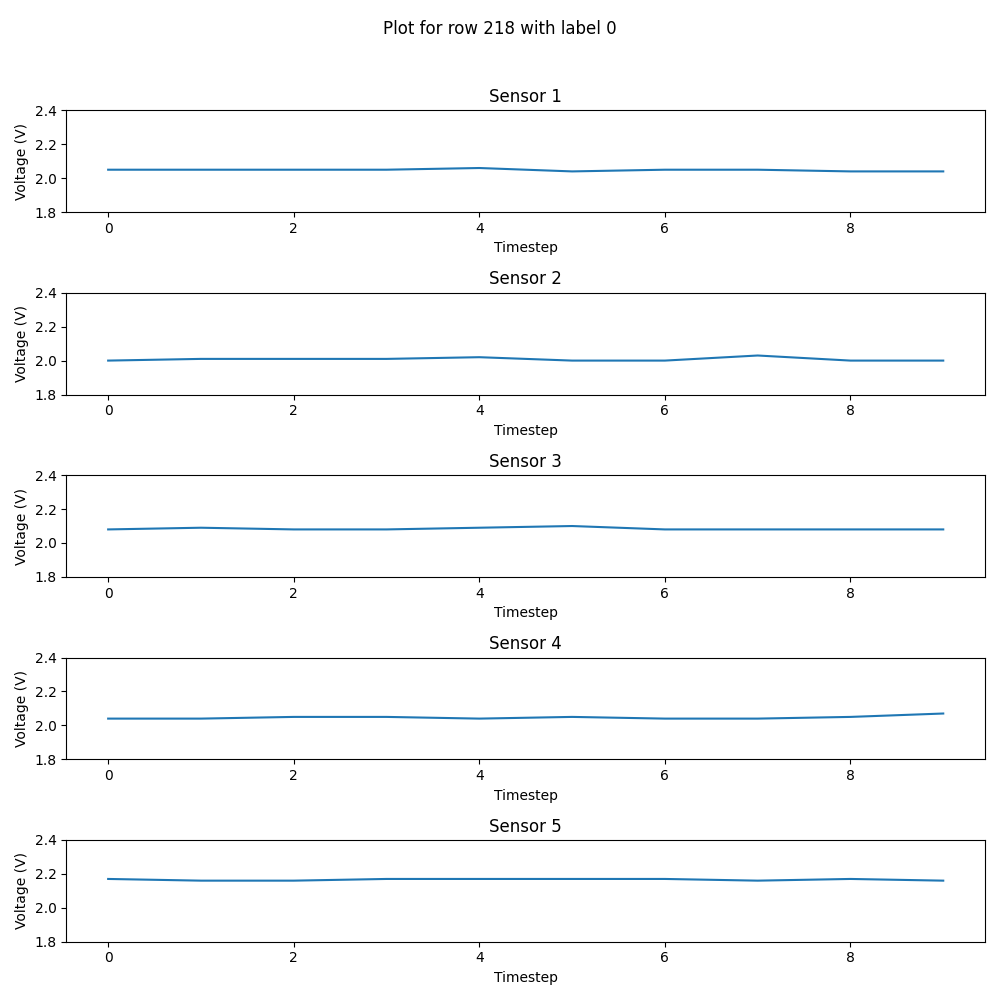 Plot for row 218 with label 0
Sensor 1
Voltage (V)
2.4
2.2
2.0
1.8
0 2 4 6 8
Timestep
Sensor 2
Voltage (V)
2.4
2.2
2.0
1.8
0 2 4 6 8
Timestep
Sensor 3
Voltage (V)
2.4
2.2
2.0
1.8
0 2 4 6 8
Timestep
Sensor 4
Voltage (V)
2.4
2.2
2.0
1.8
0 2 4 6 8
Timestep
Sensor 5
Voltage (V)
2.4
2.2
2.0
1.8
0 2 4 6 8
Timestep